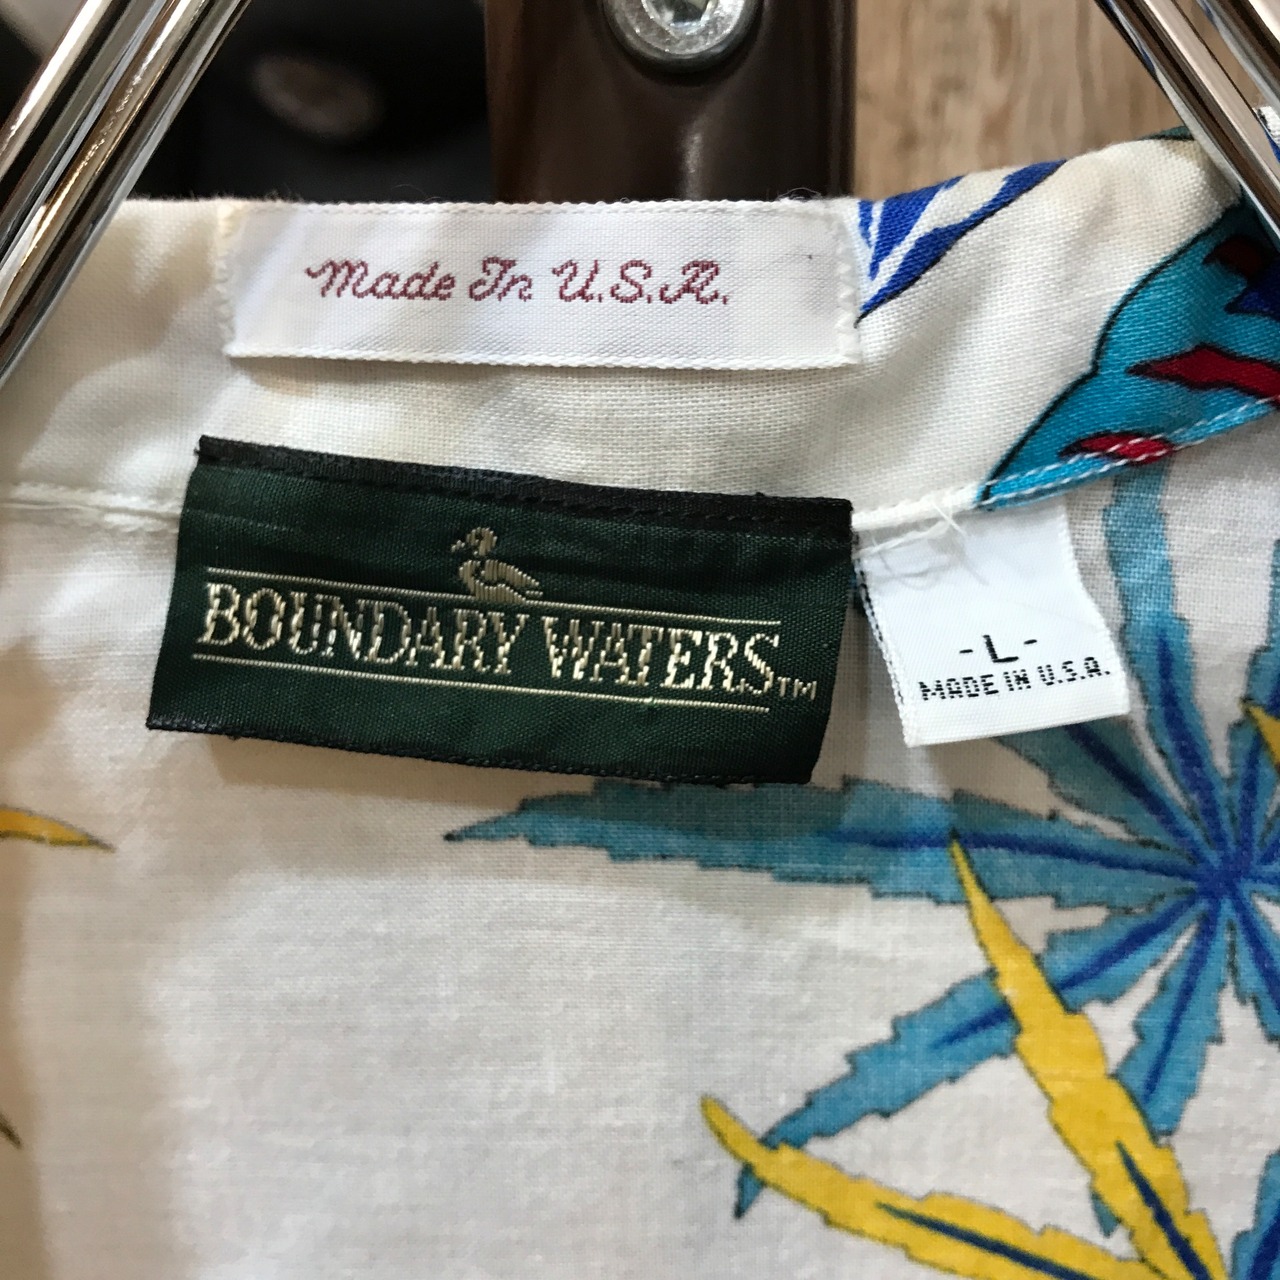 Made In U.S.A.
BOUNDARY WATERS™
-L-
MADE IN U.S.A.